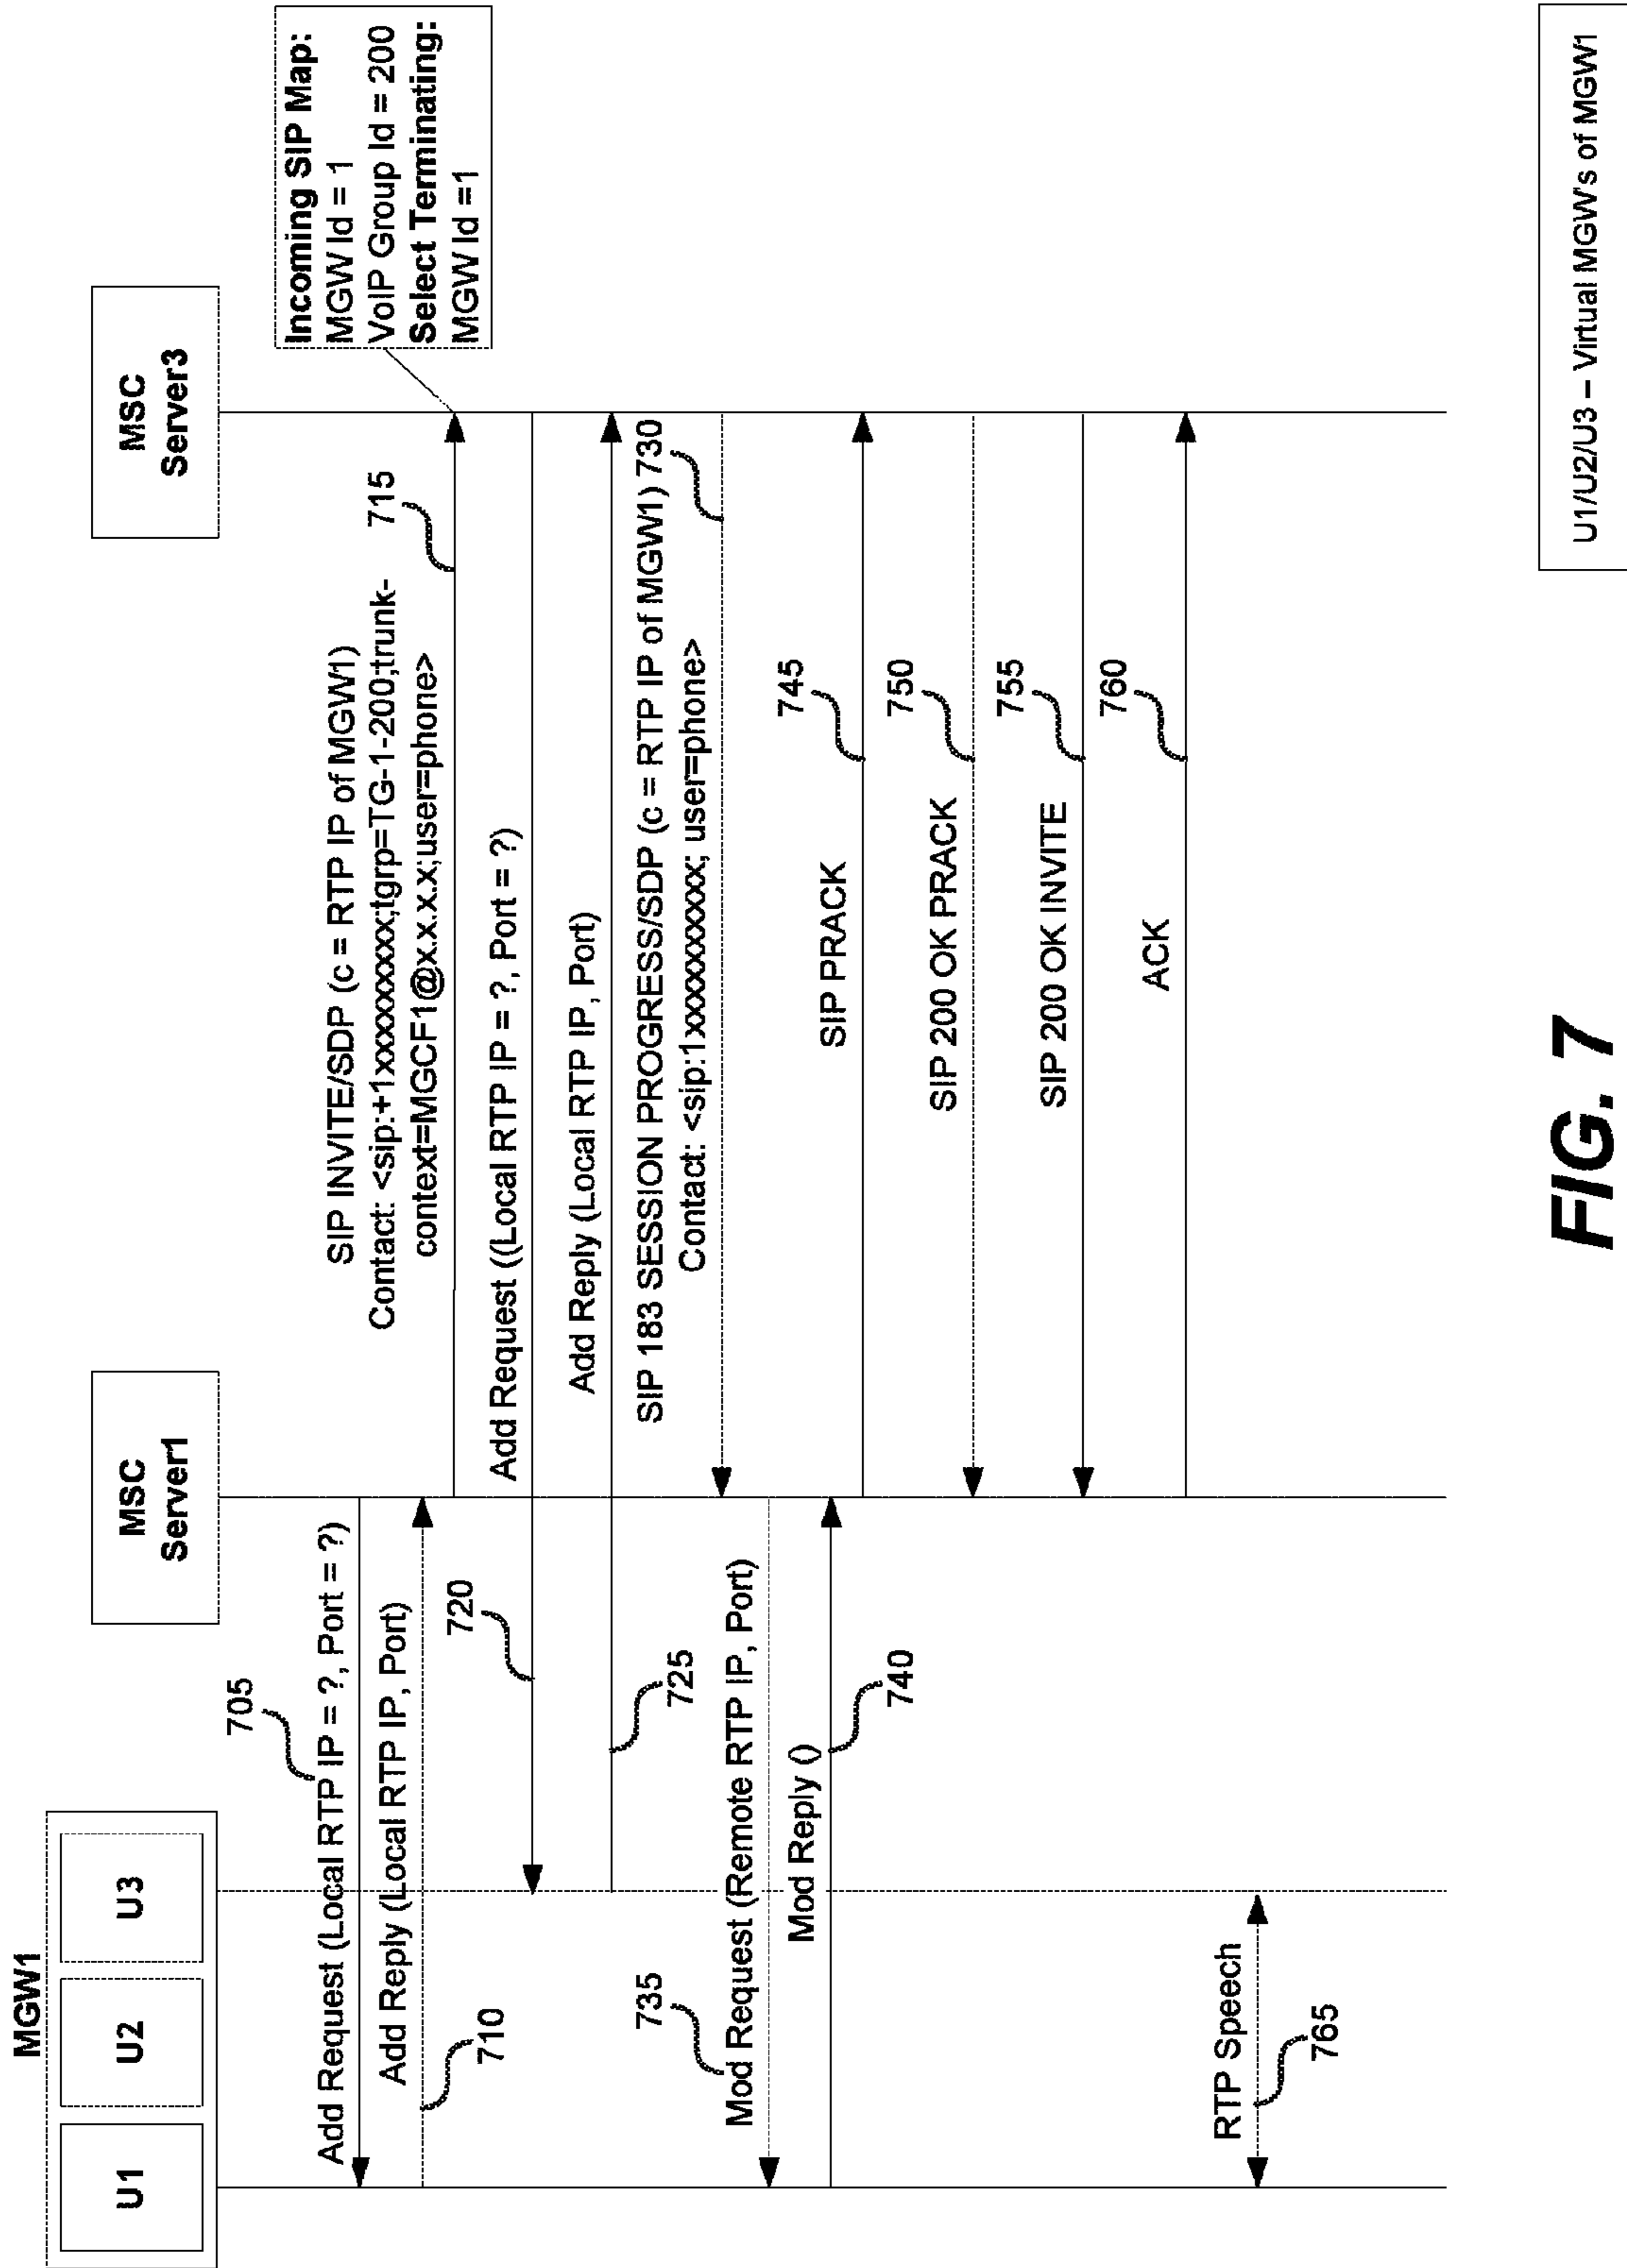 MGW1
U1
U2
U3
MSC
Server1
MSC
Server3
705
Add Request (Local RTP IP = ?, Port = ?)
Add Reply (Local RTP IP, Port)
710
SIP INVITE/SDP (c = RTP IP of MGW1)
Contact: <sip:+1xxxxxxxxxx;tgrp=TG-1-200;trunk-
context=MGCF1@x.x.x.x;user=phone>
715
Incoming SIP Map:
MGW Id = 1
VoIP Group Id = 200
Select Terminating:
MGW Id =1
Add Request ((Local RTP IP = ?, Port = ?)
720
Add Reply (Local RTP IP, Port)
725
SIP 183 SESSION PROGRESS/SDP (c = RTP IP of MGW1) 730
Contact: <sip:1xxxxxxxxxx; user=phone>
735
Mod Request (Remote RTP IP, Port)
Mod Reply ()
740
SIP PRACK
745
SIP 200 OK PRACK
750
SIP 200 OK INVITE
755
ACK
760
RTP Speech
765
U1/U2/U3 – Virtual MGW's of MGW1
FIG. 7